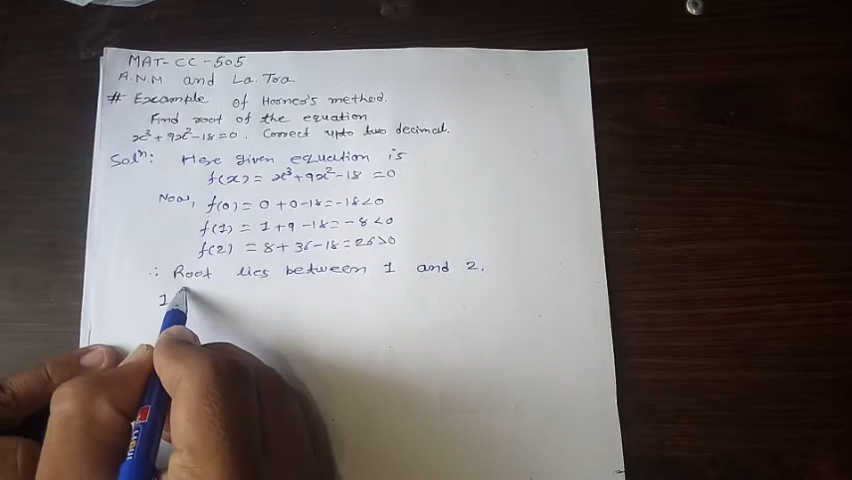 MAT-CC-505
A.N.M and La. Tra.
# Example of Horner's method.
Find root of the equation
x³+9x²-18=0. Correct upto two decimal.
Solⁿ: Here given equation is
f(x) = x³+9x²-18 =0
Now, f(0) = 0+0-18=-18<0
f(1) = 1+9-18=-8<0
f(2) = 8+36-18=26>0
∴ Root lies between 1 and 2.
1